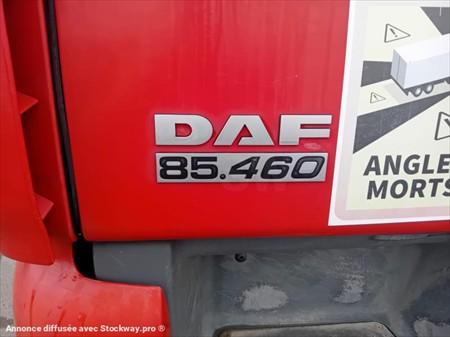 DAF
85.460
ANGLE
MORTS
Annonce diffusée avec Stockway.pro ®